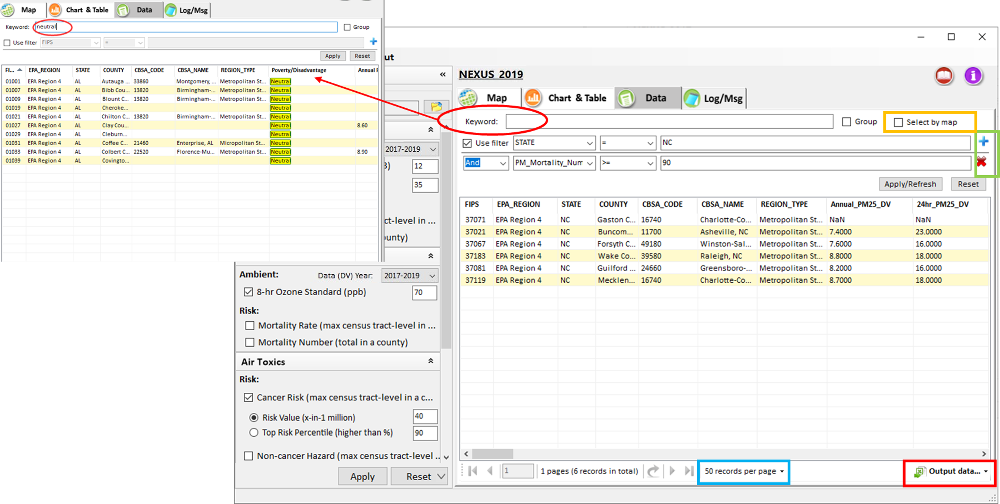 Map Chart & Table Data Log/Msg
Keyword: neutral Group
Use filter FIPS =
Apply Reset
FI... EPA_REGION STATE COUNTY CBSA_CODE CBSA_NAME REGION_TYPE Poverty/Disadvantage Annual
01001 EPA Region 4 AL Autauga ... 33860 Montgomery, ... Metropolitan St... Neutral
01007 EPA Region 4 AL Bibb Cou... 13820 Birmingham-... Metropolitan St... Neutral
01009 EPA Region 4 AL Blount C... 13820 Birmingham-... Metropolitan St... Neutral
01019 EPA Region 4 AL Cheroke... Neutral
01021 EPA Region 4 AL Chilton C... 13820 Birmingham-... Metropolitan St... Neutral
01027 EPA Region 4 AL Clay Cou... Neutral 8.60
01029 EPA Region 4 AL Cleburn... Neutral
01031 EPA Region 4 AL Coffee C... 21460 Enterprise, AL Micropolitan St... Neutral
01033 EPA Region 4 AL Colbert C... 22520 Florence-Mu... Metropolitan St... Neutral 8.90
01039 EPA Region 4 AL Covingto... Neutral
ut
2017-2019
3) 12
35
ct-level in ...
ounty)
Ambient: Data (DV) Year: 2017-2019
8-hr Ozone Standard (ppb) 70
Risk:
Mortality Rate (max census tract-level in ...
Mortality Number (total in a county)
Air Toxics
Risk:
Cancer Risk (max census tract-level in a c...
Risk Value (x-in-1 million) 40
Top Risk Percentile (higher than %) 90
Non-cancer Hazard (max census tract-level ..
Apply Reset
NEXUS 2019
Map Chart & Table Data Log/Msg
Keyword: Group Select by map
Use filter STATE = NC
And PM_Mortality_Num >= 90
Apply/Refresh Reset
FIPS EPA_REGION STATE COUNTY CBSA_CODE CBSA_NAME REGION_TYPE Annual_PM25_DV 24hr_PM25_DV
37071 EPA Region 4 NC Gaston C... 16740 Charlotte-Co... Metropolitan St... NaN NaN
37021 EPA Region 4 NC Buncom... 11700 Asheville, NC Metropolitan St... 7.4000 23.0000
37067 EPA Region 4 NC Forsyth C... 49180 Winston-Sal... Metropolitan St... 7.6000 16.0000
37183 EPA Region 4 NC Wake Co... 39580 Raleigh, NC Metropolitan St... 8.8000 18.0000
37081 EPA Region 4 NC Guilford ... 24660 Greensboro-... Metropolitan St... 8.2000 16.0000
37119 EPA Region 4 NC Mecklen... 16740 Charlotte-Co... Metropolitan St... 8.7000 18.0000
1 1 pages (6 records in total) 50 records per page Output data...